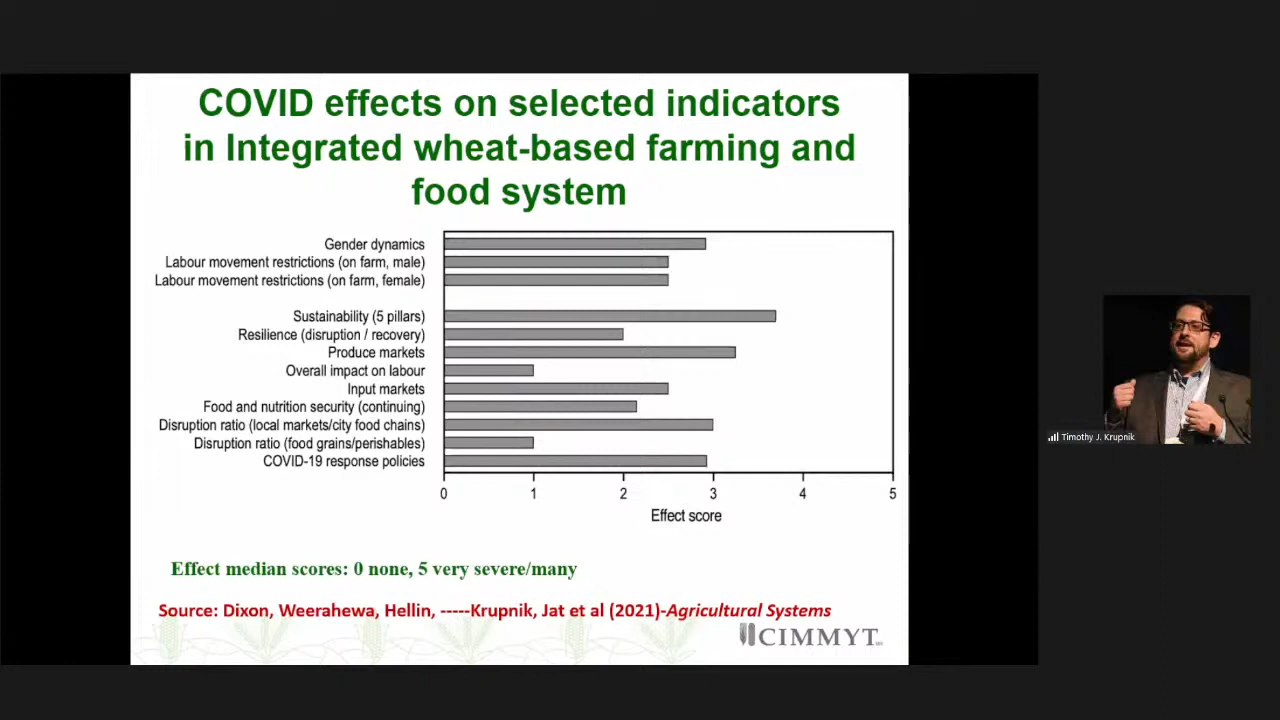 COVID effects on selected indicators
in Integrated wheat-based farming and
food system
Gender dynamics
Labour movement restrictions (on farm, male)
Labour movement restrictions (on farm, female)
Sustainability (5 pillars)
Resilience (disruption / recovery)
Produce markets
Overall impact on labour
Input markets
Food and nutrition security (continuing)
Disruption ratio (local markets/city food chains)
Disruption ratio (food grains/perishables)
COVID-19 response policies
0 1 2 3 4 5
Effect score
Effect median scores: 0 none, 5 very severe/many
Source: Dixon, Weerahewa, Hellin, -----Krupnik, Jat et al (2021)-Agricultural Systems
CIMMYT
Timothy J. Krupnik